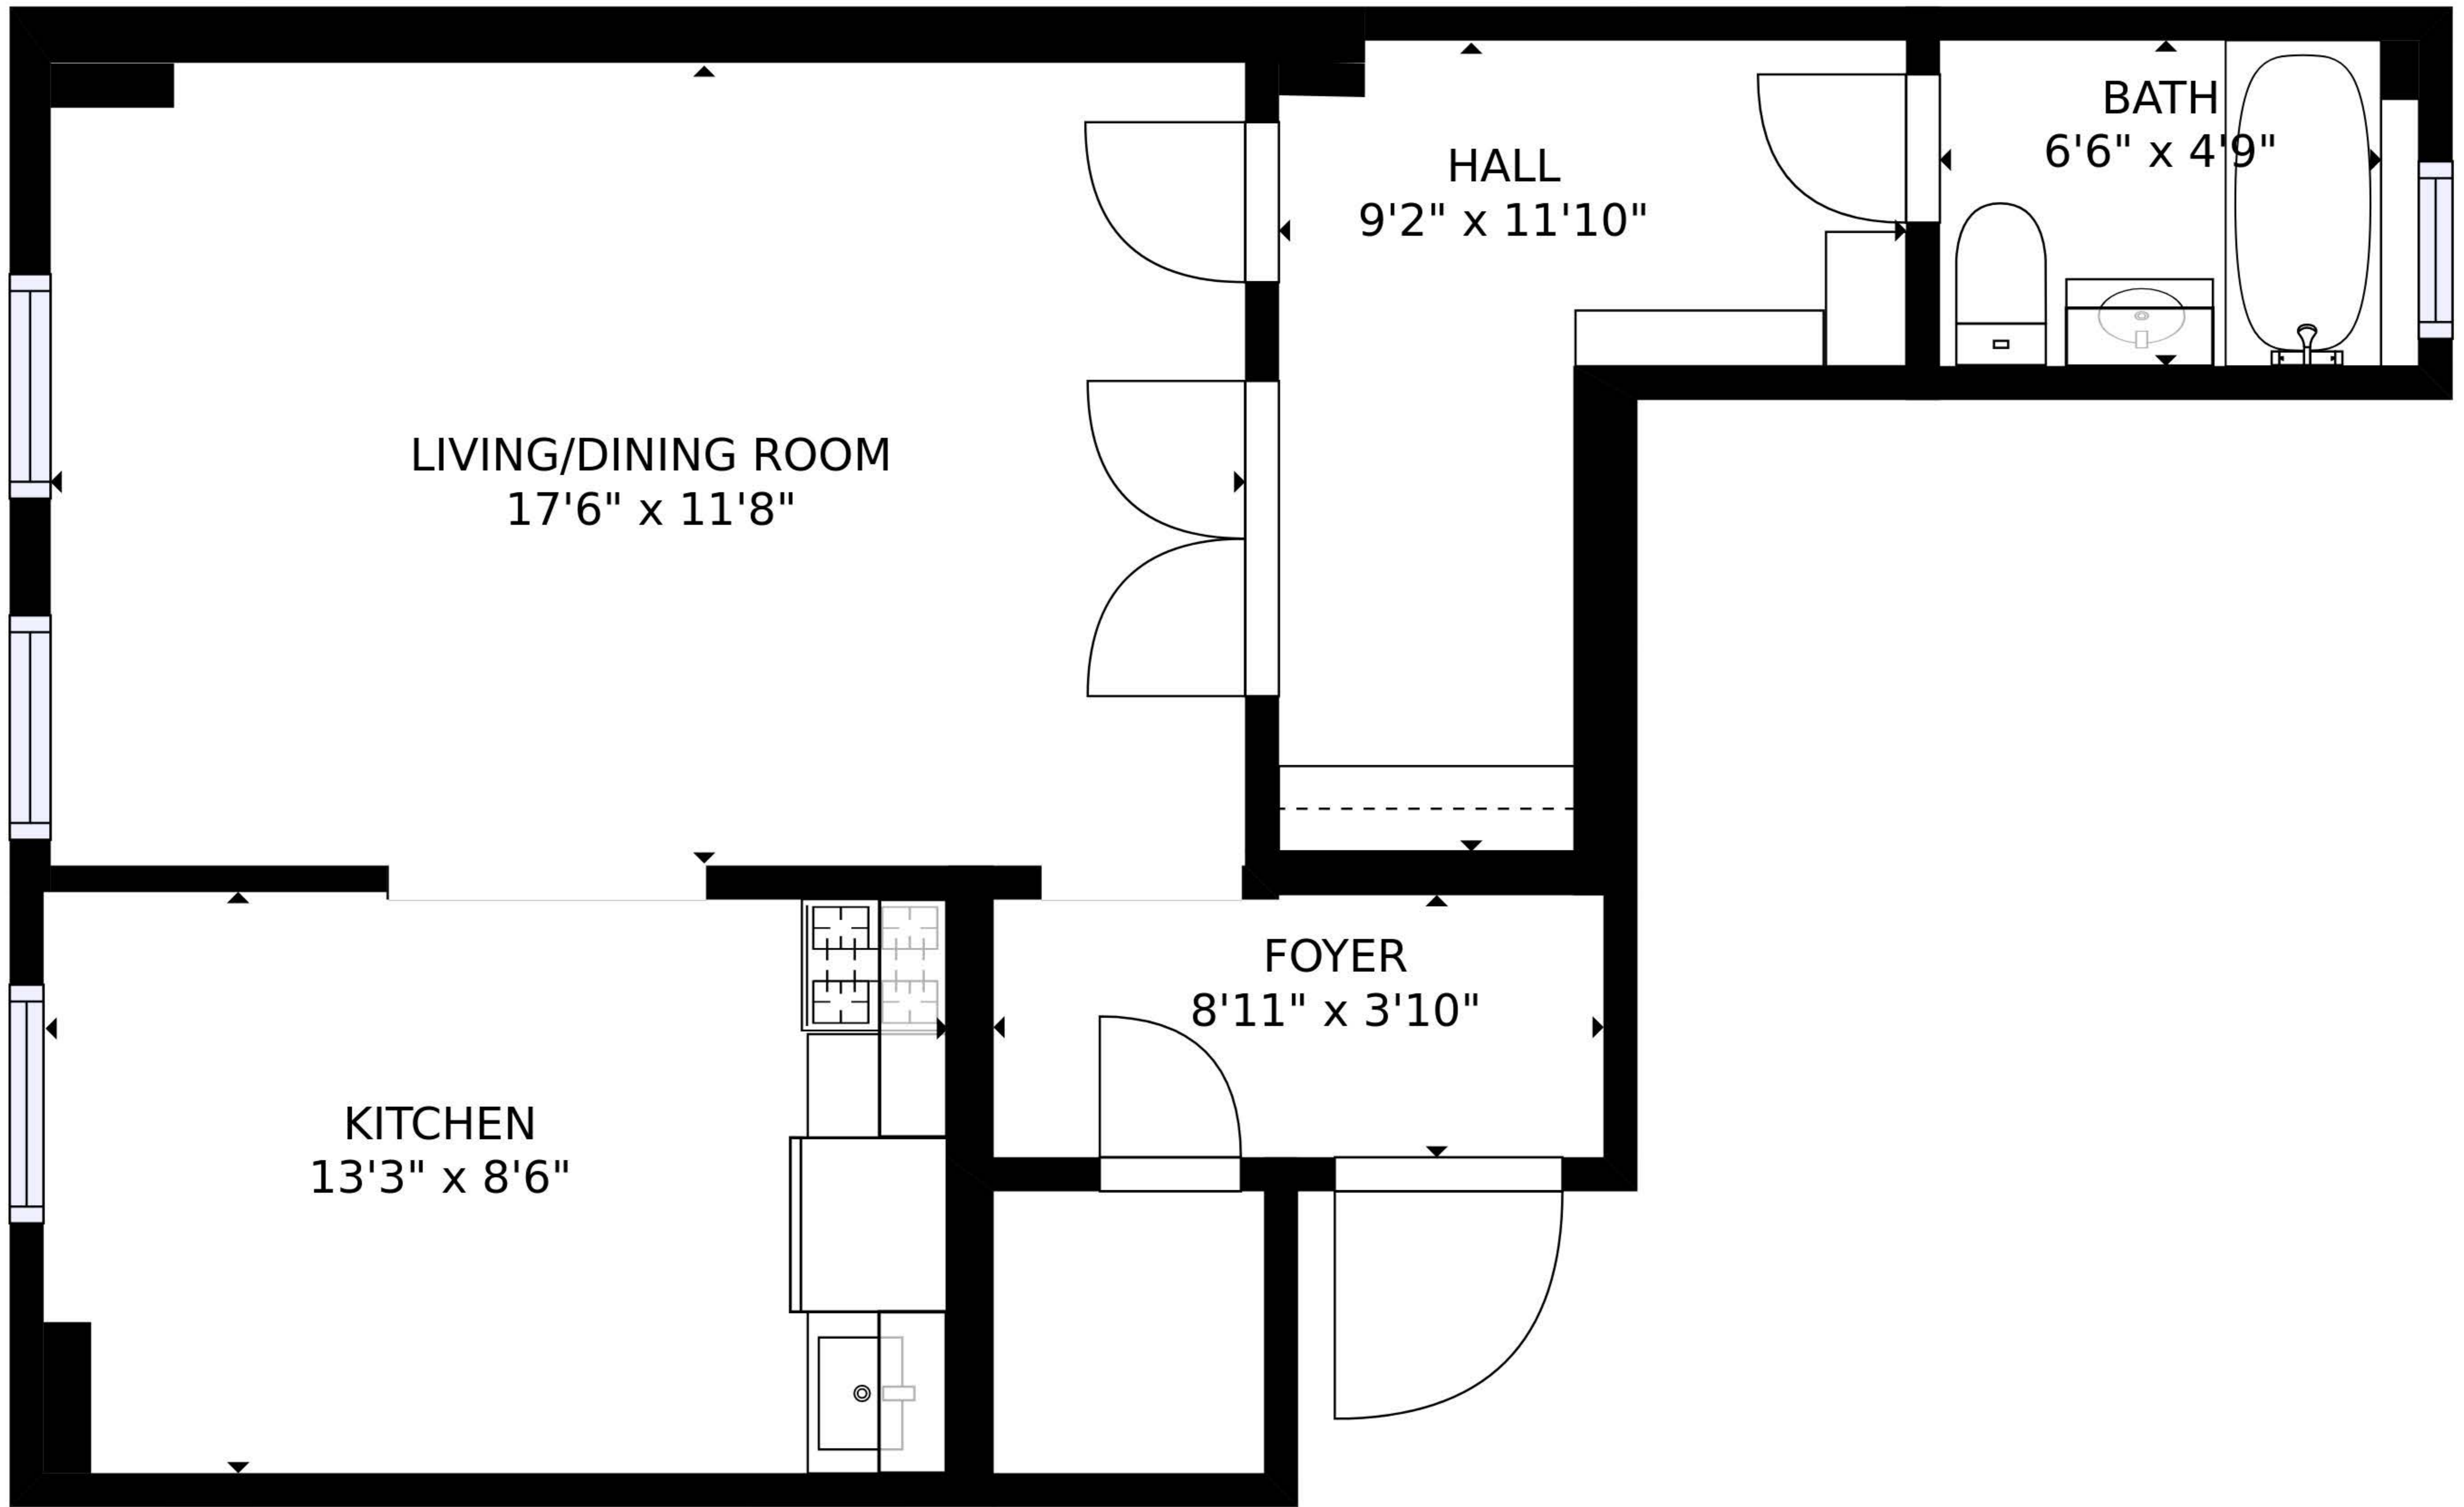 BATH
6'6" x 4'9"
HALL
9'2" x 11'10"
LIVING/DINING ROOM
17'6" x 11'8"
FOYER
8'11" x 3'10"
KITCHEN
13'3" x 8'6"